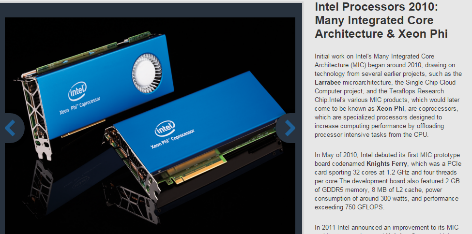 Intel Processors 2010:
Many Integrated Core
Architecture & Xeon Phi
Initial work on Intel's Many Integrated Core
Architecture (MIC) began around 2010, drawing on
technology from several earlier projects, such as the
Larrabee microarchitecture, the Single Chip Cloud
Computer project, and the Teraflops Research
Chip.Intel's various MIC products, which would later
come to be known as Xeon Phi, are coprocessors,
which are specialized processors designed to
increase computing performance by offloading
processor intensive tasks from the CPU.
In May of 2010, Intel debuted its first MIC prototype
board codenamed Knights Ferry, which was a PCIe
card sporting 32 cores at 1.2 GHz and four threads
per core.The development board also featured 2 GB
of GDDR5 memory, 8 MB of L2 cache, power
consumption of around 300 watts, and performance
exceeding 750 GFLOPS.
In 2011 Intel announced an improvement to its MIC
intel
Xeon Phi Coprocessor
intel
Xeon Phi Coprocessor